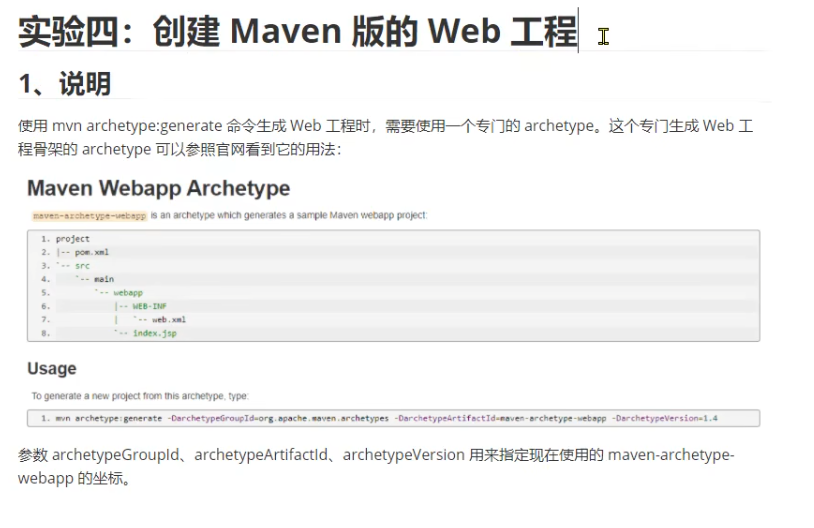 实验四：创建 Maven 版的 Web 工程
1、说明
使用 mvn archetype:generate 命令生成 Web 工程时，需要使用一个专门的 archetype。这个专门生成 Web 工
程骨架的 archetype 可以参照官网看到它的用法：
Maven Webapp Archetype
maven-archetype-webapp is an archetype which generates a sample Maven webapp project:
1. project
2. |-- pom.xml
3. `-- src
4. `-- main
5. `-- webapp
6. |-- WEB-INF
7. | `-- web.xml
8. `-- index.jsp
Usage
To generate a new project from this archetype, type:
1. mvn archetype:generate -DarchetypeGroupId=org.apache.maven.archetypes -DarchetypeArtifactId=maven-archetype-webapp -DarchetypeVersion=1.4
参数 archetypeGroupId、archetypeArtifactId、archetypeVersion 用来指定现在使用的 maven-archetype-
webapp 的坐标。